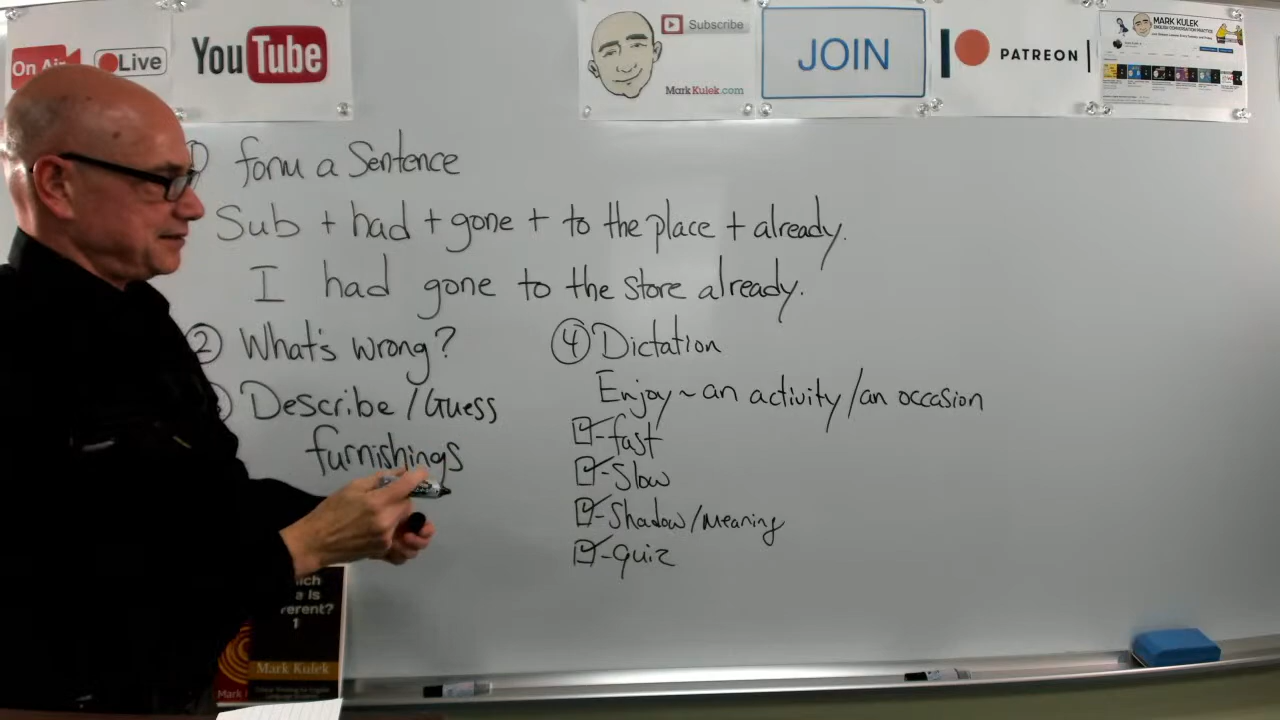 On Air
Live
YouTube
Subscribe
MarkKulek.com
JOIN
PATREON
MARK KULEK
ENGLISH CONVERSATION PRACTICE
form a Sentence
Sub + had + gone + to the place + already.
I had gone to the store already.
② What's wrong?
Describe / Guess
furnishings
④ Dictation
Enjoy ~ an activity / an occasion
☑ - fast
☑ - Slow
☑ - Shadow / Meaning
☑ - quiz
rerent?
1
Mark Kulek
Mark